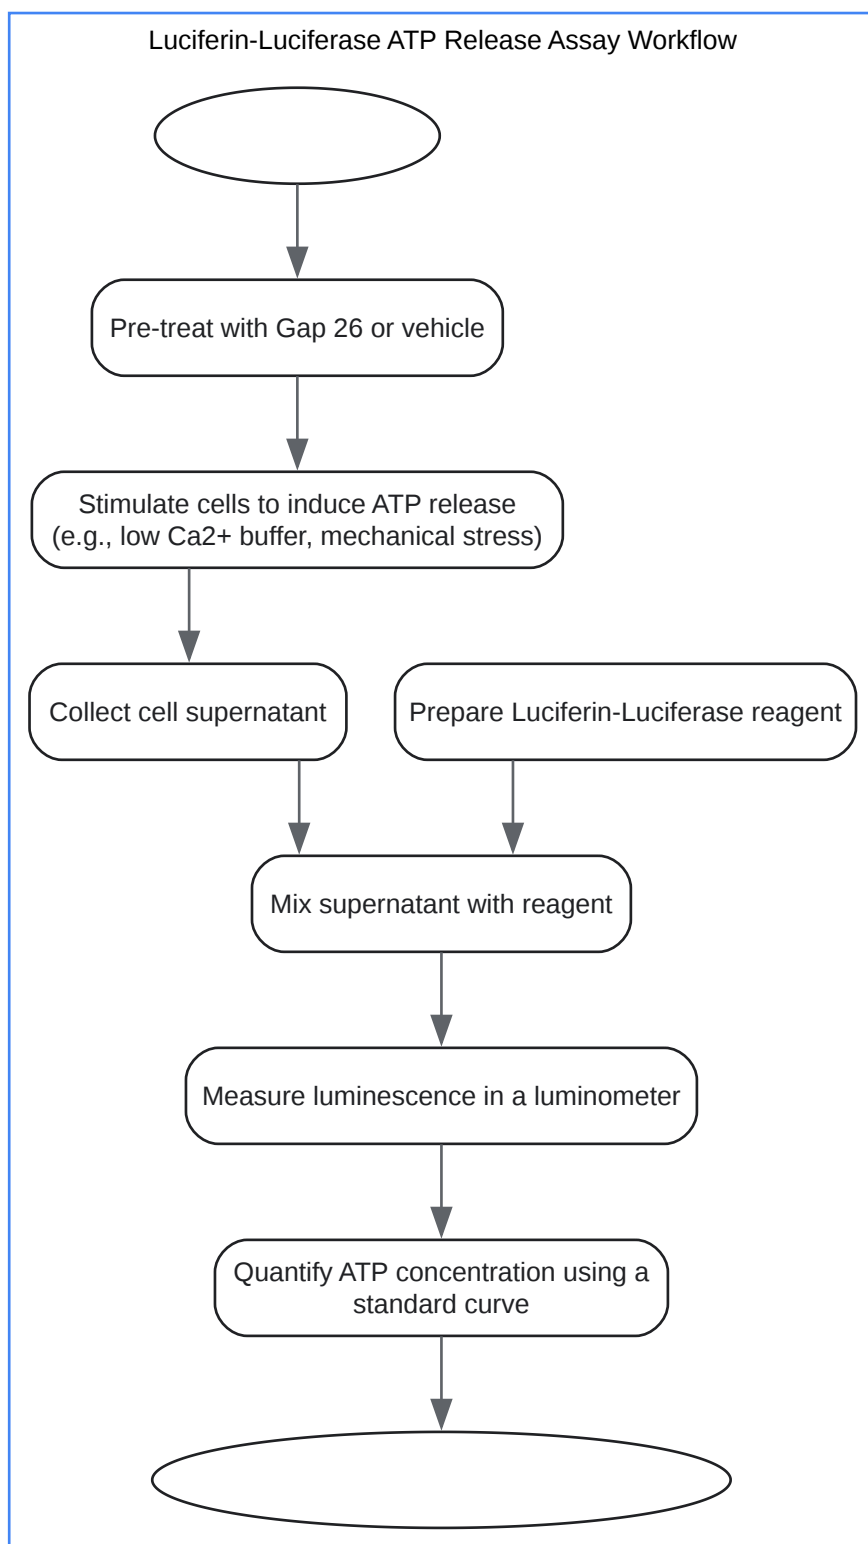 Luciferin-Luciferase ATP Release Assay Workflow
Pre-treat with Gap 26 or vehicle
Stimulate cells to induce ATP release
(e.g., low Ca2+ buffer, mechanical stress)
Collect cell supernatant
Prepare Luciferin-Luciferase reagent
Mix supernatant with reagent
Measure luminescence in a luminometer
Quantify ATP concentration using a
standard curve